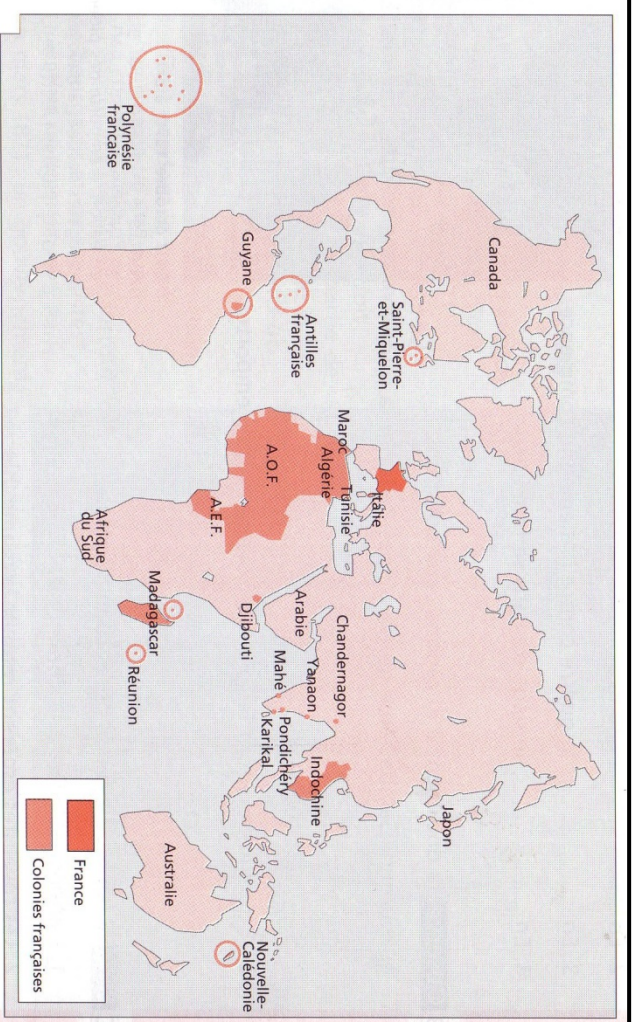 Canada
Saint-Pierre-
et-Miquelon
Antilles
française
Guyane
Polynésie
française
Italie
Tunisie
Maroc
Algérie
A.O.F.
A.E.F.
Afrique
du Sud
Madagascar
Réunion
Djibouti
Arabie
Chandernagor
Yanaon
Mahé
Pondichéry
Karikal
Indochine
Japon
Australie
Nouvelle-
Calédonie
France
Colonies françaises